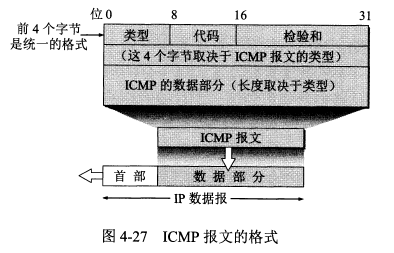 位 0 8 16 31
前 4 个字节
是统一的格式
类型 代码 检验和
(这 4 个字节取决于 ICMP 报文的类型)
ICMP 的数据部分（长度取决于类型）
ICMP 报文
首 部 数 据 部 分
IP 数据报
图 4-27 ICMP 报文的格式